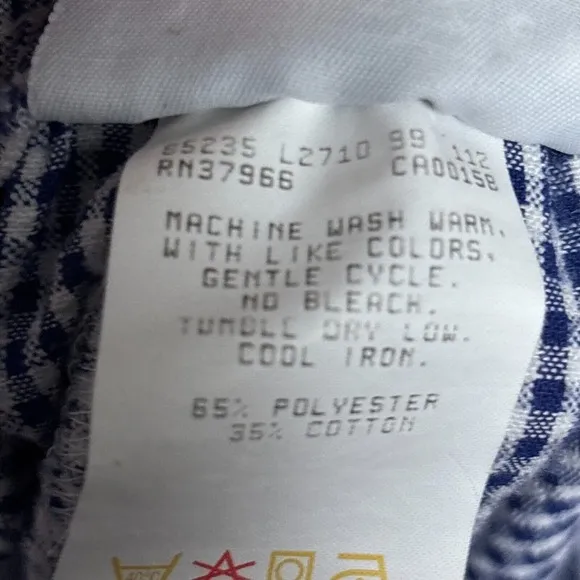 65235 L2710 99 112
RN37966 CA00158
MACHINE WASH WARM,
WITH LIKE COLORS,
GENTLE CYCLE.
NO BLEACH.
TUMBLE DRY LOW.
COOL IRON.
65% POLYESTER
35% COTTON
40°C